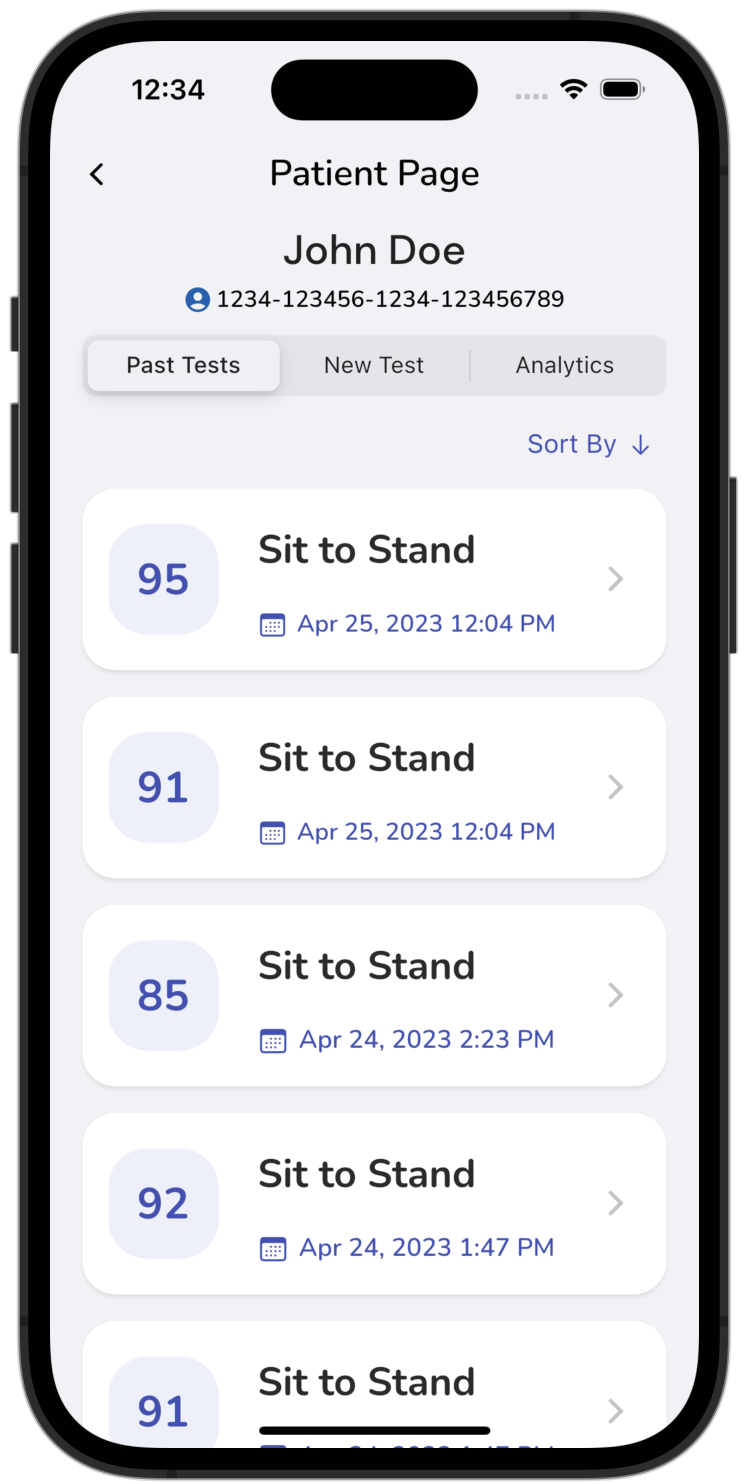 12:34
Patient Page
John Doe
1234-123456-1234-123456789
Past Tests New Test Analytics
Sort By
95 Sit to Stand
Apr 25, 2023 12:04 PM
91 Sit to Stand
Apr 25, 2023 12:04 PM
85 Sit to Stand
Apr 24, 2023 2:23 PM
92 Sit to Stand
Apr 24, 2023 1:47 PM
91 Sit to Stand